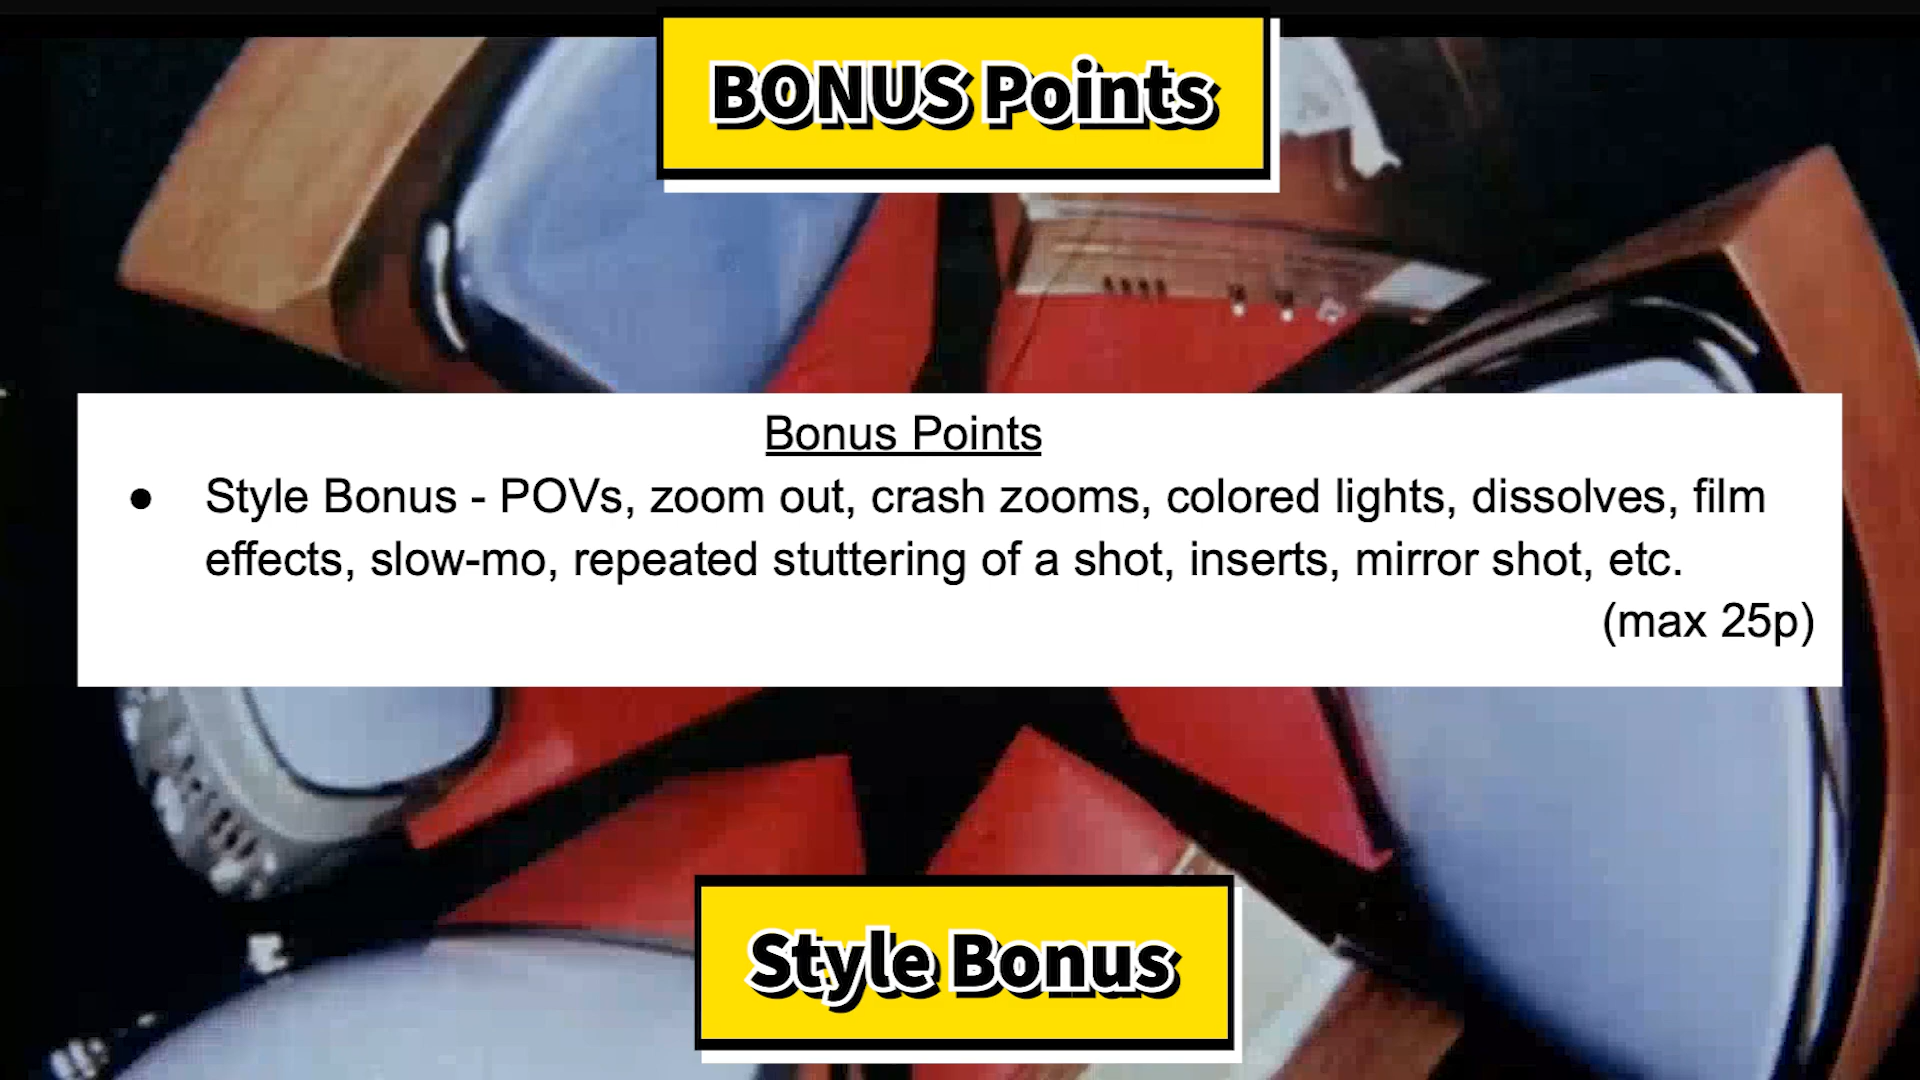 BONUS Points
Bonus Points
● Style Bonus - POVs, zoom out, crash zooms, colored lights, dissolves, film
effects, slow-mo, repeated stuttering of a shot, inserts, mirror shot, etc.
(max 25p)
Style Bonus